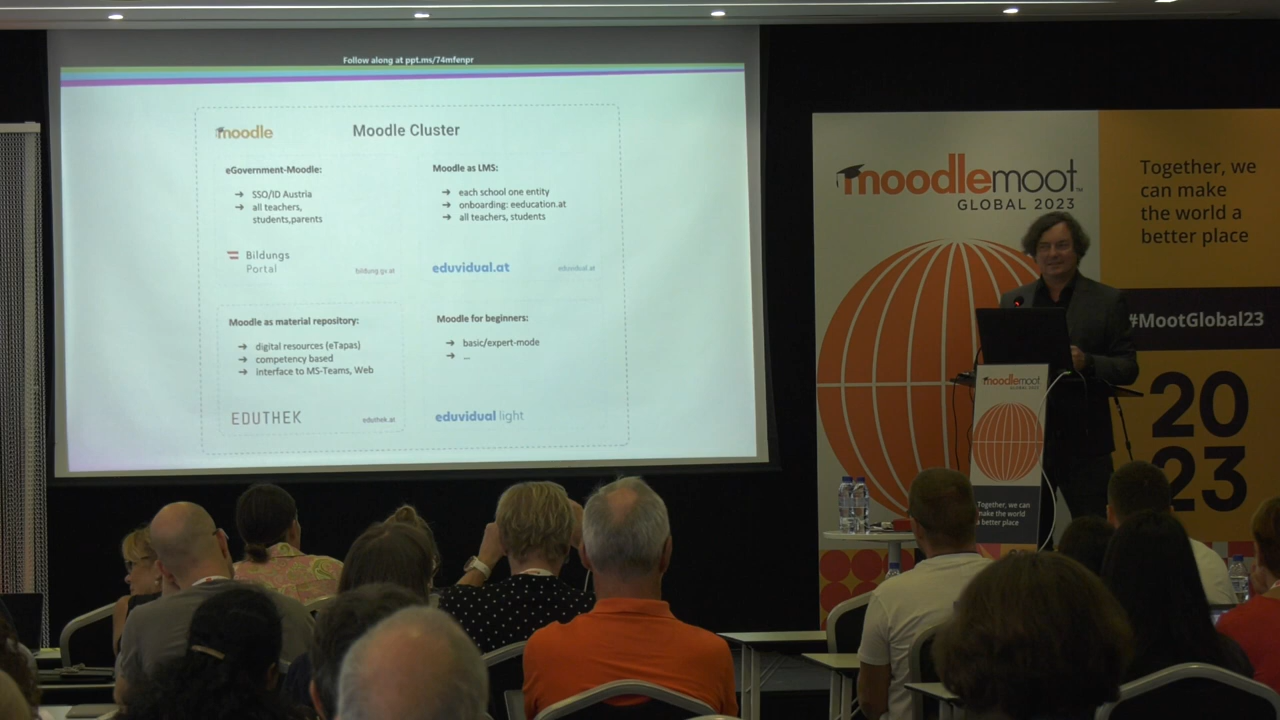 Follow along at ppt.ms/74mfenpr
moodle
Moodle Cluster
eGovernment-Moodle:
➔ SSO/ID Austria
➔ all teachers,
students,parents
Bildungs
Portal
bildung.gv.at
Moodle as LMS:
➔ each school one entity
➔ onboarding: eeducation.at
➔ all teachers, students
eduvidual.at
eduvidual.at
Moodle as material repository:
➔ digital resources (eTapas)
➔ competency based
➔ interface to MS-Teams, Web
EDUTHEK
eduthek.at
Moodle for beginners:
➔ basic/expert-mode
➔ ...
eduvidual light
moodlemoot™
GLOBAL 2023
Together, we
can make
the world a
better place
#MootGlobal23
20
23
moodlemoot
GLOBAL 2023
Together, we can
make the world
a better place